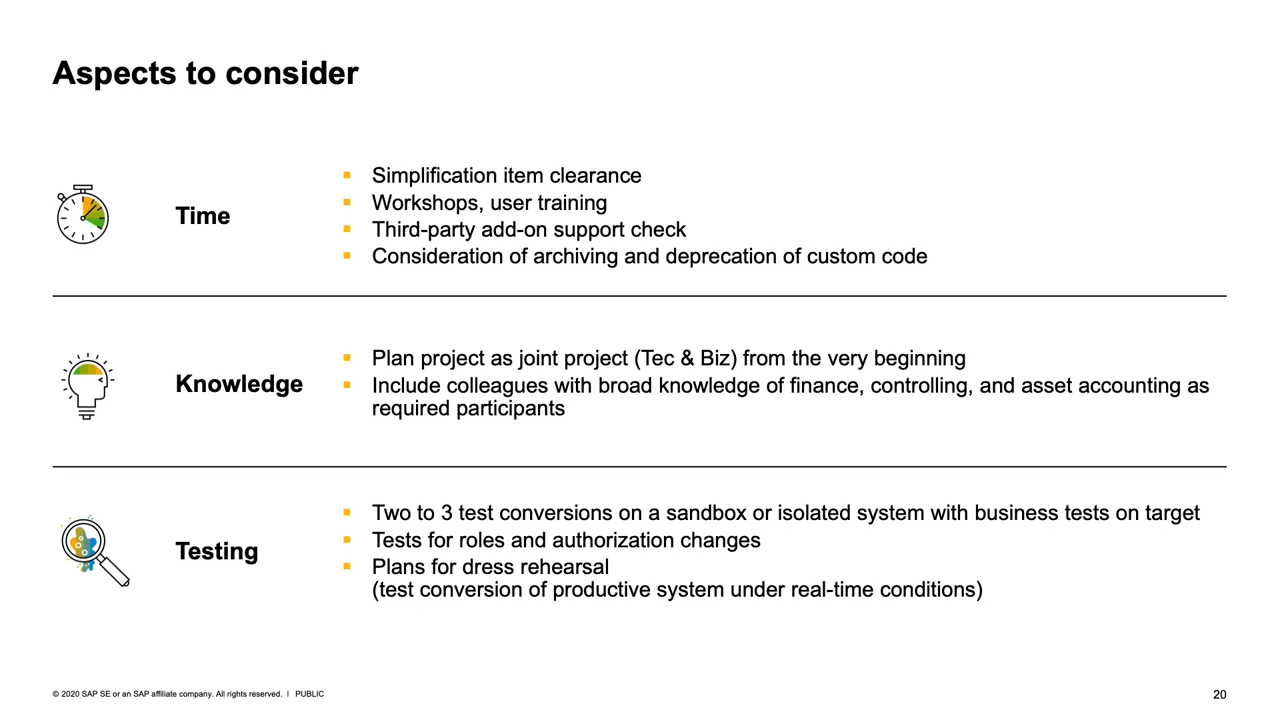 Aspects to consider
Time
▪ Simplification item clearance
▪ Workshops, user training
▪ Third-party add-on support check
▪ Consideration of archiving and deprecation of custom code
Knowledge
▪ Plan project as joint project (Tec & Biz) from the very beginning
▪ Include colleagues with broad knowledge of finance, controlling, and asset accounting as
required participants
Testing
▪ Two to 3 test conversions on a sandbox or isolated system with business tests on target
▪ Tests for roles and authorization changes
▪ Plans for dress rehearsal
(test conversion of productive system under real-time conditions)
© 2020 SAP SE or an SAP affiliate company. All rights reserved. | PUBLIC
20